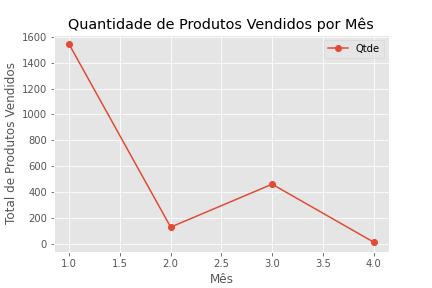 Quantidade de Produtos Vendidos por Mês
Qtde
Total de Produtos Vendidos
1600
1400
1200
1000
800
600
400
200
0
1.0 1.5 2.0 2.5 3.0 3.5 4.0
Mês